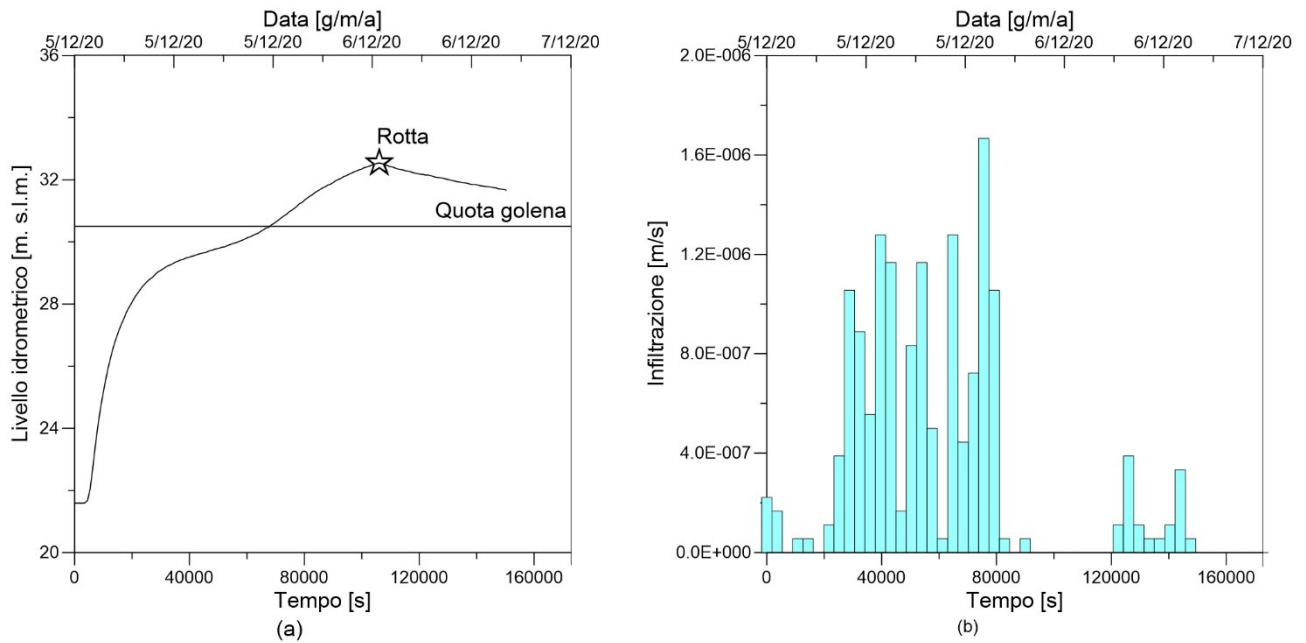 Data [g/m/a]
5/12/20 5/12/20 5/12/20 6/12/20 6/12/20 7/12/20
36
32
28
24
20
Livello idrometrico [m. s.l.m.]
Rotta
Quota golena
0 40000 80000 120000 160000
Tempo [s]
(a)
Data [g/m/a]
5/12/20 5/12/20 5/12/20 6/12/20 6/12/20 7/12/20
2.0E-006
1.6E-006
1.2E-006
8.0E-007
4.0E-007
0.0E+000
Infiltrazione [m/s]
0 40000 80000 120000 160000
Tempo [s]
(b)